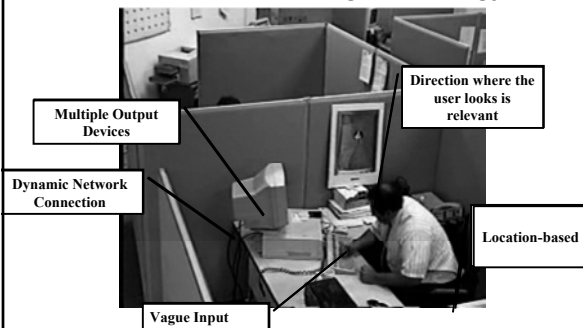 Direction where the
user looks is
relevant
Multiple Output
Devices
Dynamic Network
Connection
Location-based
Vague Input